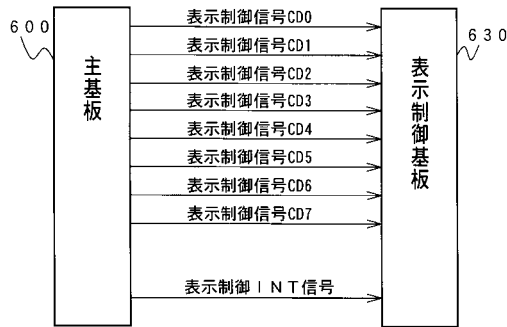 ６００
６３０
主基板
表示制御基板
表示制御信号CD0
表示制御信号CD1
表示制御信号CD2
表示制御信号CD3
表示制御信号CD4
表示制御信号CD5
表示制御信号CD6
表示制御信号CD7
表示制御ＩＮＴ信号